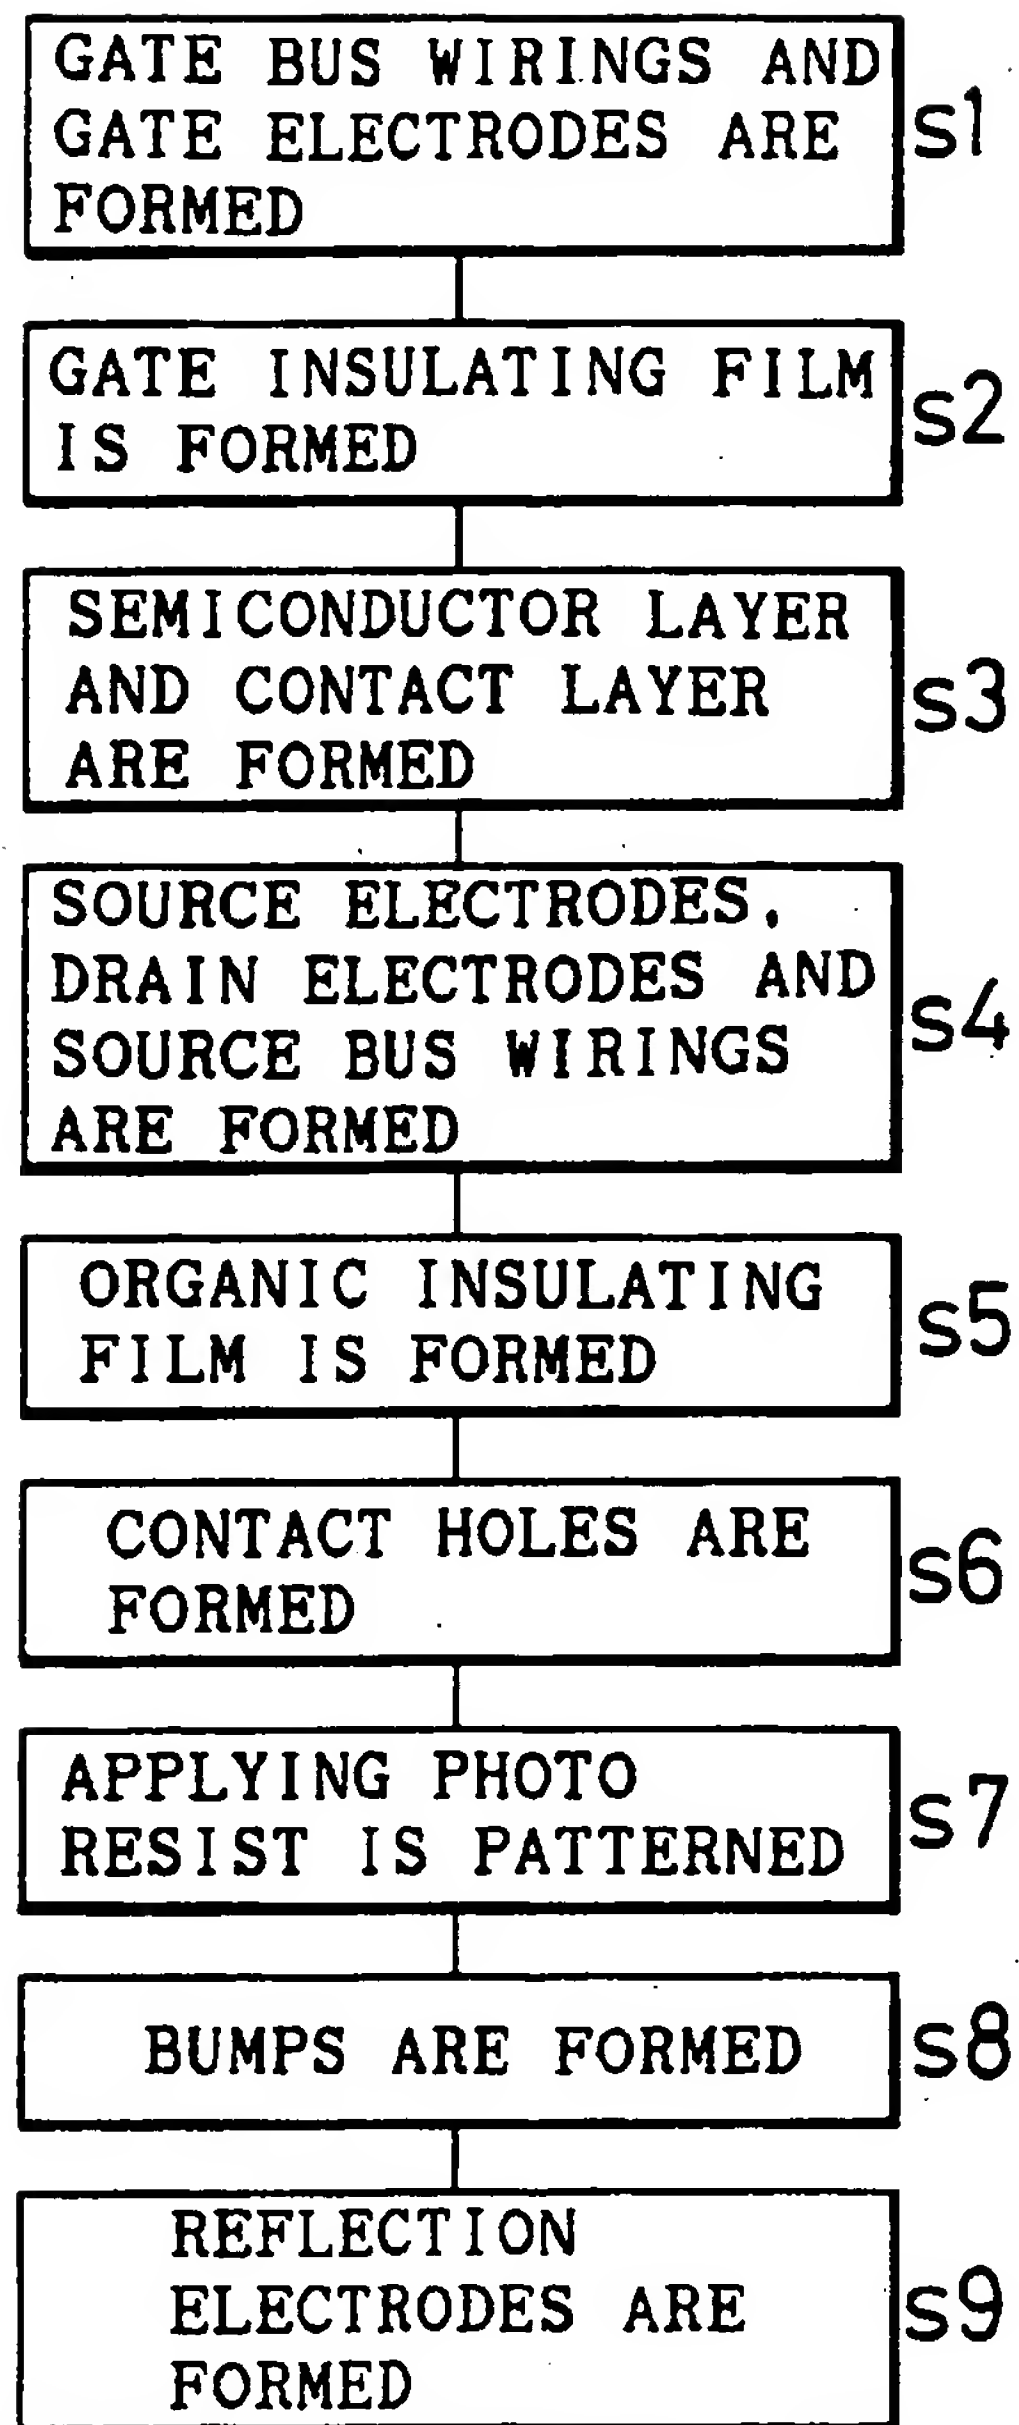 GATE BUS WIRINGS AND
GATE ELECTRODES ARE
FORMED
s1
GATE INSULATING FILM
IS FORMED
s2
SEMICONDUCTOR LAYER
AND CONTACT LAYER
ARE FORMED
s3
SOURCE ELECTRODES,
DRAIN ELECTRODES AND
SOURCE BUS WIRINGS
ARE FORMED
s4
ORGANIC INSULATING
FILM IS FORMED
s5
CONTACT HOLES ARE
FORMED
s6
APPLYING PHOTO
RESIST IS PATTERNED
s7
BUMPS ARE FORMED
s8
REFLECTION
ELECTRODES ARE
FORMED
s9